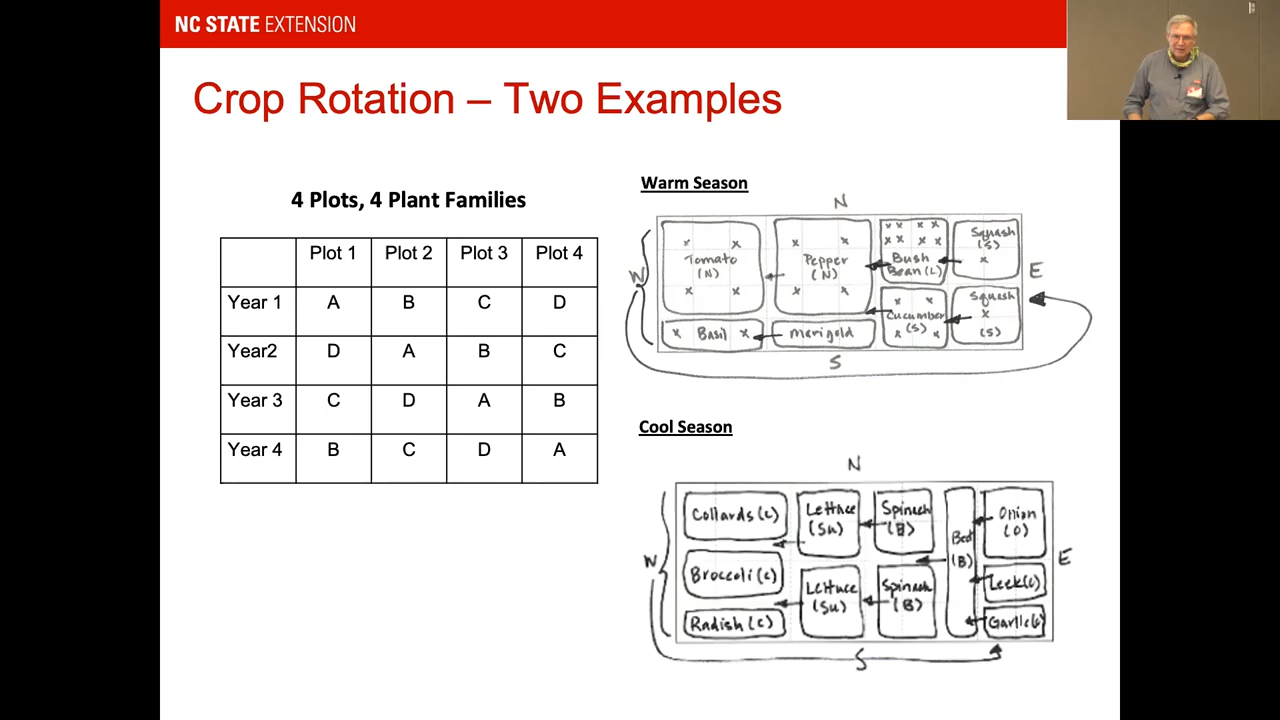 NC STATE EXTENSION
Crop Rotation – Two Examples
4 Plots, 4 Plant Families
Plot 1 Plot 2 Plot 3 Plot 4
Year 1 A B C D
Year2 D A B C
Year 3 C D A B
Year 4 B C D A
Warm Season
N
W
E
S
Tomato
(N)
Pepper
(N)
Bush
Bean (L)
Squash
(S)
x Basil x
marigold
Cucumber
(S)
Squash
(S)
Cool Season
N
W
E
S
Collards (c)
Broccoli (c)
Radish (c)
Lettuce
(Su)
Lettuce
(Su)
Spinach
(B)
Spinach
(B)
Beet
(B)
Onion
(O)
Leek
Garlic